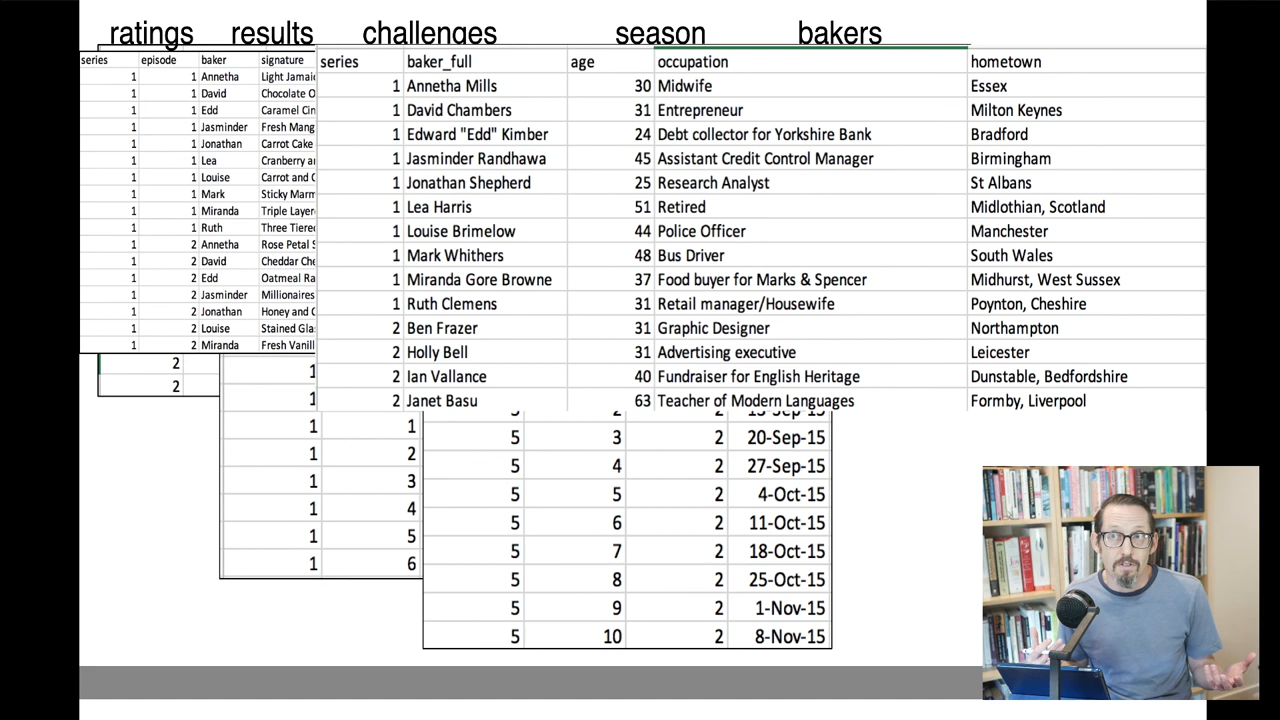 ratings results challenges season bakers
series episode baker signature
1 1 Annetha Light Jamaic
1 1 David Chocolate O
1 1 Edd Caramel Cin
1 1 Jasminder Fresh Mang
1 1 Jonathan Carrot Cake
1 1 Lea Cranberry an
1 1 Louise Carrot and C
1 1 Mark Sticky Marm
1 1 Miranda Triple Layer
1 1 Ruth Three Tiered
1 2 Annetha Rose Petal S
1 2 David Cheddar Che
1 2 Edd Oatmeal Ra
1 2 Jasminder Millionaires
1 2 Jonathan Honey and C
1 2 Louise Stained Gla
1 2 Miranda Fresh Vanill
series baker_full age occupation hometown
1 Annetha Mills 30 Midwife Essex
1 David Chambers 31 Entrepreneur Milton Keynes
1 Edward "Edd" Kimber 24 Debt collector for Yorkshire Bank Bradford
1 Jasminder Randhawa 45 Assistant Credit Control Manager Birmingham
1 Jonathan Shepherd 25 Research Analyst St Albans
1 Lea Harris 51 Retired Midlothian, Scotland
1 Louise Brimelow 44 Police Officer Manchester
1 Mark Whithers 48 Bus Driver South Wales
1 Miranda Gore Browne 37 Food buyer for Marks & Spencer Midhurst, West Sussex
1 Ruth Clemens 31 Retail manager/Housewife Poynton, Cheshire
2 Ben Frazer 31 Graphic Designer Northampton
2 Holly Bell 31 Advertising executive Leicester
2 Ian Vallance 40 Fundraiser for English Heritage Dunstable, Bedfordshire
2 Janet Basu 63 Teacher of Modern Languages Formby, Liverpool
2
2
1
1
1 1
1 2
1 3
1 4
1 5
1 6
5 2 2 13-Sep-15
5 3 2 20-Sep-15
5 4 2 27-Sep-15
5 5 2 4-Oct-15
5 6 2 11-Oct-15
5 7 2 18-Oct-15
5 8 2 25-Oct-15
5 9 2 1-Nov-15
5 10 2 8-Nov-15